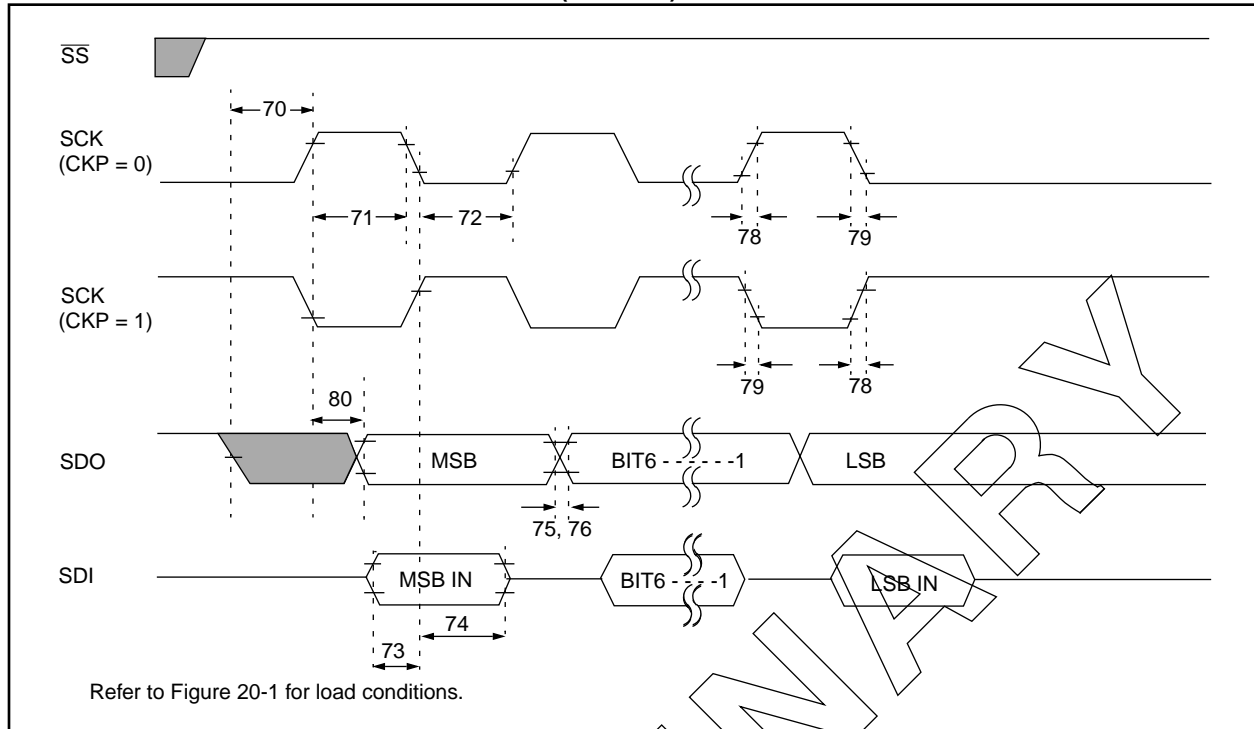 SS
70
SCK
(CKP = 0)
71
72
78
79
SCK
(CKP = 1)
79
78
80
SDO
MSB
BIT6 - - - - - -1
LSB
75, 76
SDI
MSB IN
BIT6 - - - -1
LSB IN
74
73
Refer to Figure 20-1 for load conditions.
NARY